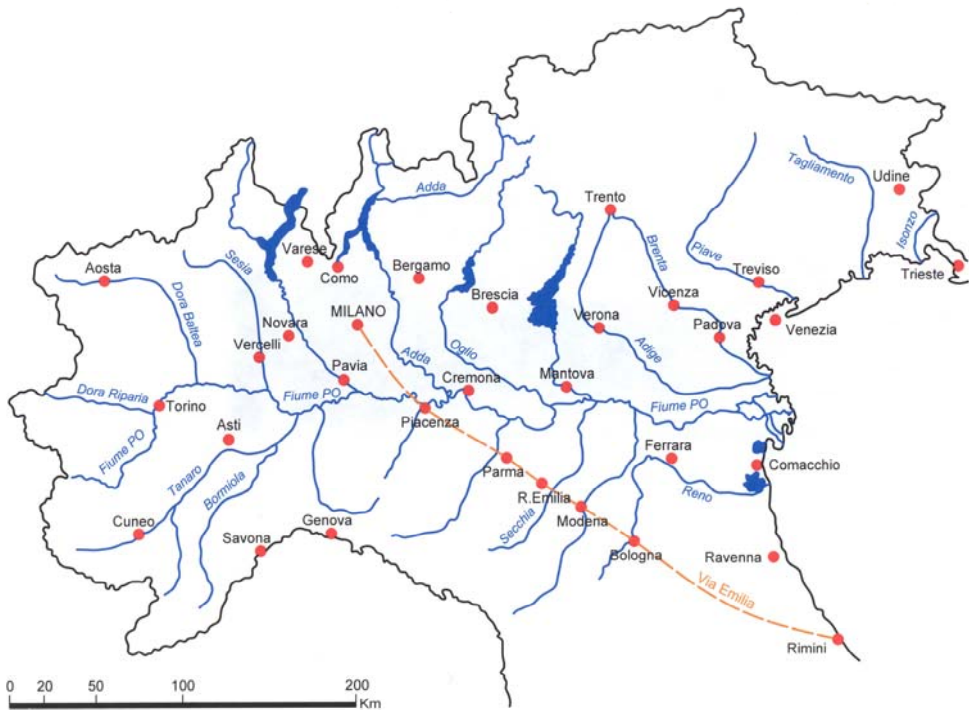 Tagliamento
Udine
Adda
Trento
Isonzo
Sesia
Varese
Como
Bergamo
Brenta
Piave
Treviso
Trieste
Aosta
Dora Baltea
Brescia
Vicenza
MILANO
Novara
Verona
Padova
Venezia
Vercelli
Pavia
Adda
Oglio
Adige
Cremona
Mantova
Dora Riparia
Torino
Fiume PO
Fiume PO
Piacenza
Asti
Fiume PO
Ferrara
Comacchio
Tanaro
Bormiola
Parma
R.Emilia
Reno
Cuneo
Savona
Genova
Secchia
Modena
Bologna
Ravenna
Via Emilia
Rimini
0 20 50 100 200
Km